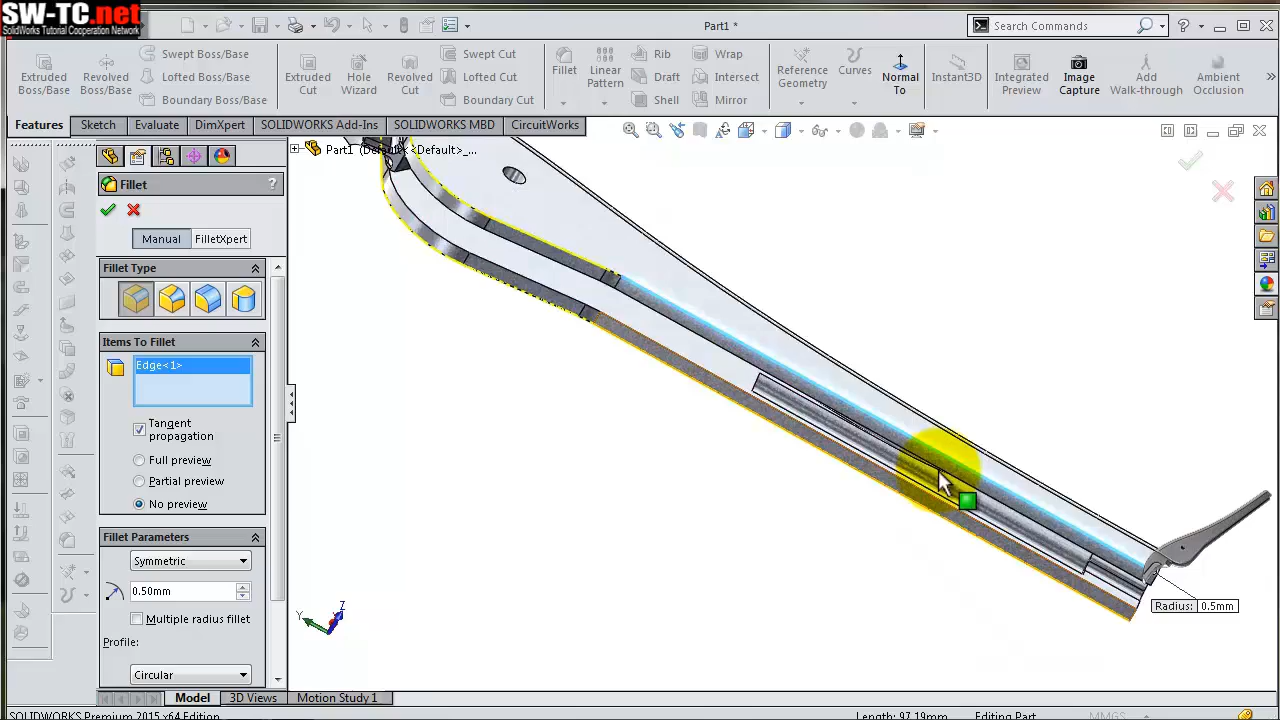 SW-TC.net
SolidWorks Tutorial Cooperation Network
Part1 *
Search Commands
Extruded Boss/Base
Revolved Boss/Base
Swept Boss/Base
Lofted Boss/Base
Boundary Boss/Base
Extruded Cut
Hole Wizard
Revolved Cut
Swept Cut
Lofted Cut
Boundary Cut
Fillet
Linear Pattern
Rib
Draft
Shell
Wrap
Intersect
Mirror
Reference Geometry
Curves
Normal To
Instant3D
Integrated Preview
Image Capture
Add Walk-through
Ambient Occlusion
Features
Sketch
Evaluate
DimXpert
SOLIDWORKS Add-Ins
SOLIDWORKS MBD
CircuitWorks
Part1 (Default<<Default>_...
Fillet
?
Manual
FilletXpert
Fillet Type
Items To Fillet
Edge<1>
Tangent propagation
Full preview
Partial preview
No preview
Fillet Parameters
Symmetric
0.50mm
Multiple radius fillet
Profile:
Circular
Radius: 0.5mm
Y
Z
Model
3D Views
Motion Study 1
SOLIDWORKS Premium 2015 x64 Edition
Length: 97.19mm
Editing Part
MMGS